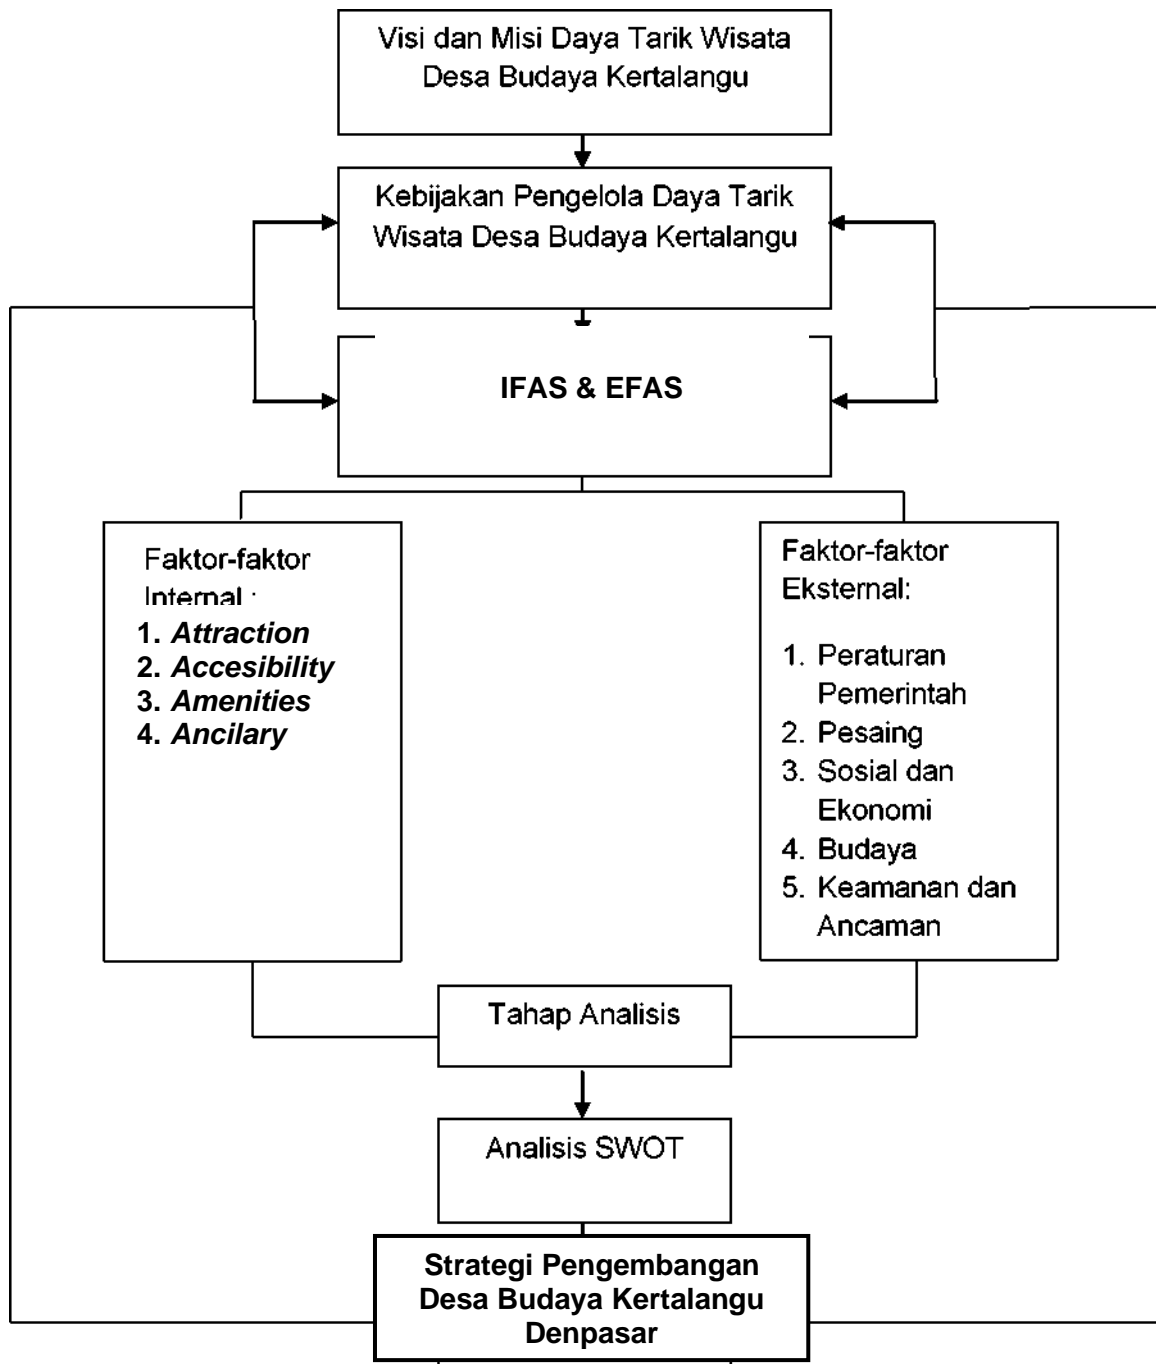 Visi dan Misi Daya Tarik Wisata
Desa Budaya Kertalangu
Kebijakan Pengelola Daya Tarik
Wisata Desa Budaya Kertalangu
IFAS & EFAS
Faktor-faktor
Internal :
1. Attraction
2. Accesibility
3. Amenities
4. Ancilary
Faktor-faktor
Eksternal:
1. Peraturan
Pemerintah
2. Pesaing
3. Sosial dan
Ekonomi
4. Budaya
5. Keamanan dan
Ancaman
Tahap Analisis
Analisis SWOT
Strategi Pengembangan
Desa Budaya Kertalangu
Denpasar